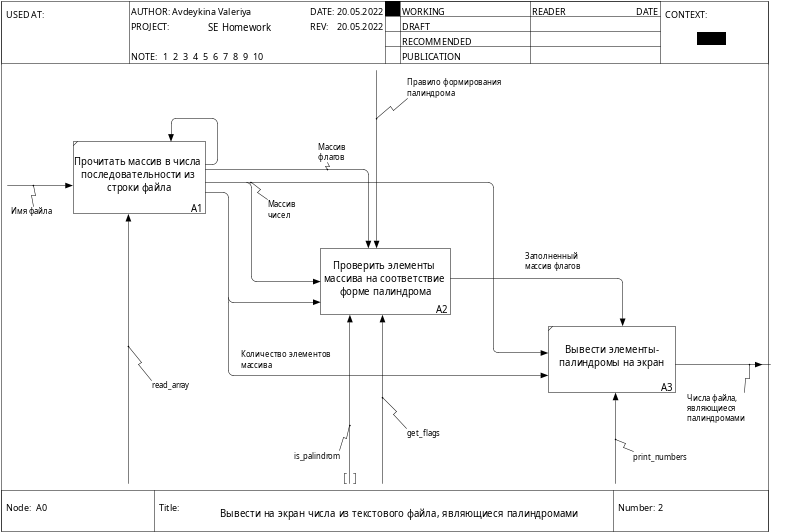 USED AT:
AUTHOR: Avdeykina Valeriya
DATE: 20.05.2022
WORKING
READER
DATE
CONTEXT:
PROJECT: SE Homework
REV: 20.05.2022
DRAFT
RECOMMENDED
NOTE: 1 2 3 4 5 6 7 8 9 10
PUBLICATION
Правило формирования
палиндрома
Массив
флагов
Прочитать массив в числа
последовательности из
строки файла
A1
Имя файла
Массив
чисел
Проверить элементы
массива на соответствие
форме палиндрома
A2
Заполненный
массив флагов
Вывести элементы-
палиндромы на экран
A3
Количество элементов
массива
read_array
Числа файла,
являющиеся
палиндромами
get_flags
is_palindrom
print_numbers
Node: A0
Title:
Вывести на экран числа из текстового файла, являющиеся палиндромами
Number: 2